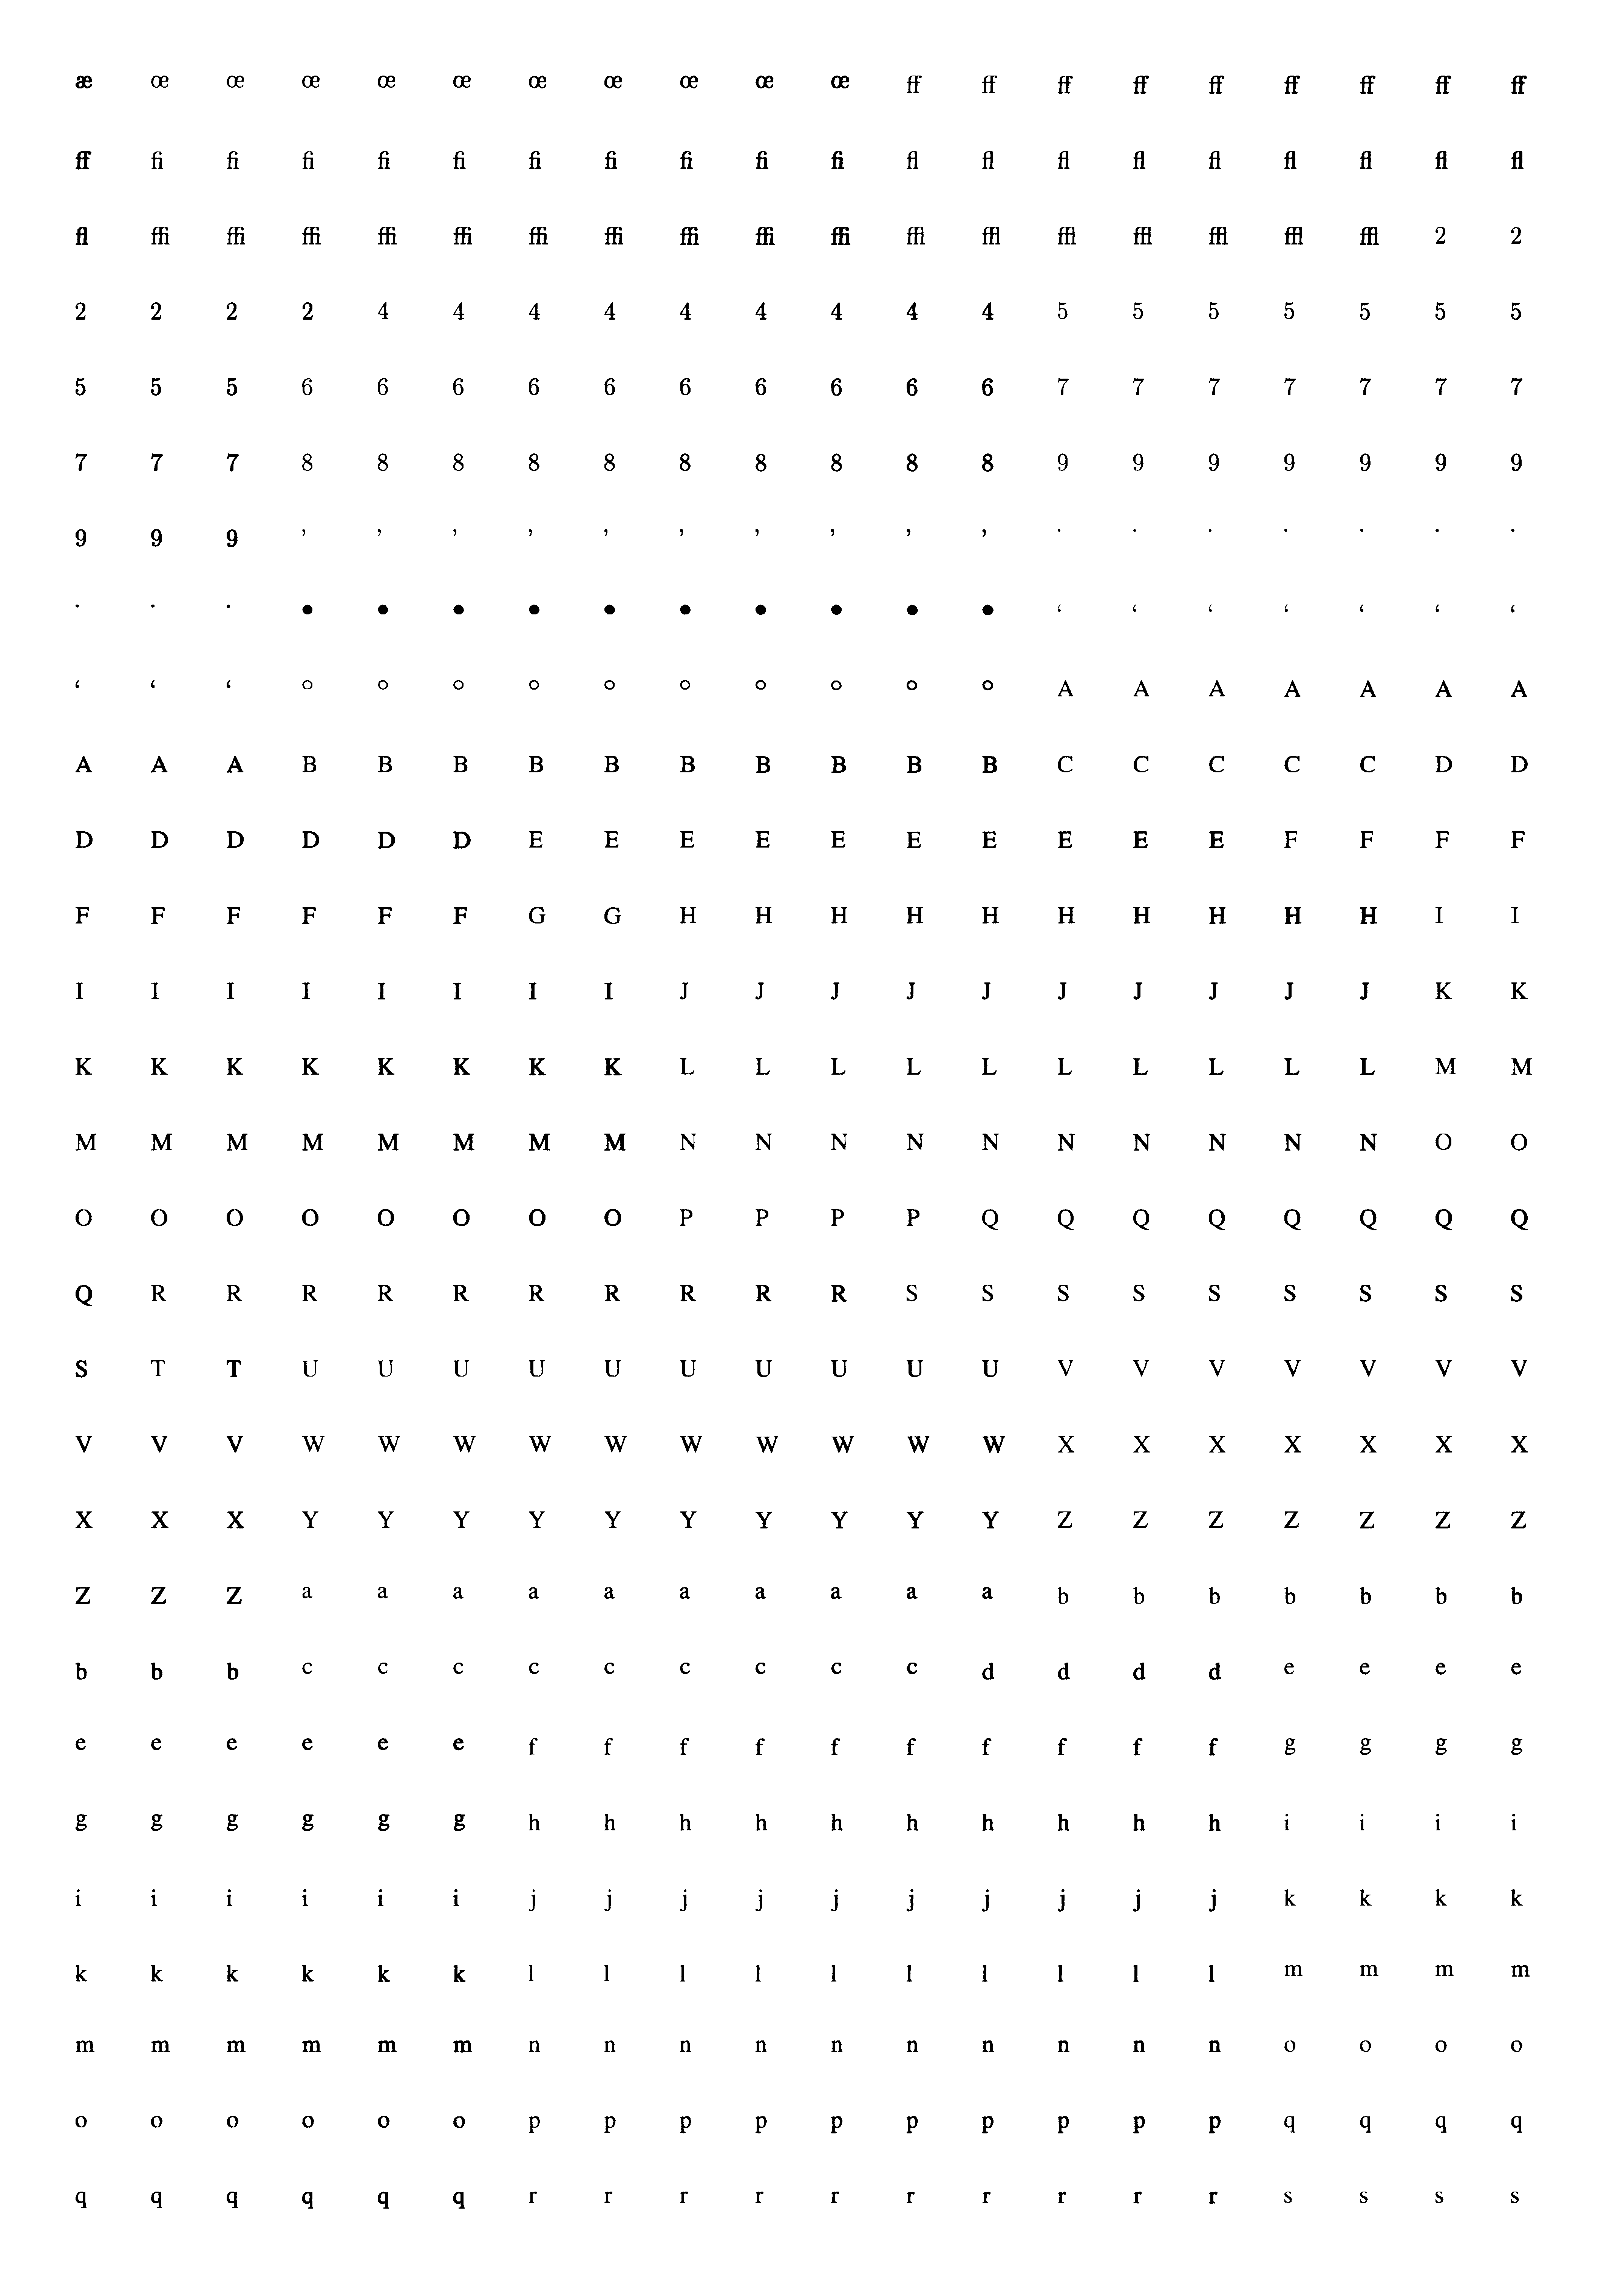 æ œ œ œ œ œ œ œ œ œ œ ff ff ff ff ff ff ff ff ff
ff fi fi fi fi fi fi fi fi fi fi fl fl fl fl fl fl fl fl fl
fl ffi ffi ffi ffi ffi ffi ffi ffi ffi ffi ffl ffl ffl ffl ffl ffl ffl 2 2
2 2 2 2 4 4 4 4 4 4 4 4 4 5 5 5 5 5 5 5
5 5 5 6 6 6 6 6 6 6 6 6 6 7 7 7 7 7 7 7
7 7 7 8 8 8 8 8 8 8 8 8 8 9 9 9 9 9 9 9
9 9 9 ’ ’ ’ ’ ’ ’ ’ ’ ’ ’ · · · · · · ·
· · · • • • • • • • • • • ‘ ‘ ‘ ‘ ‘ ‘ ‘
‘ ‘ ‘ ◦ ◦ ◦ ◦ ◦ ◦ ◦ ◦ ◦ ◦ A A A A A A A
A A A B B B B B B B B B B C C C C C D D
D D D D D D E E E E E E E E E E F F F F
F F F F F F G G H H H H H H H H H H I I
I I I I I I I I J J J J J J J J J J K K
K K K K K K K K L L L L L L L L L L M M
M M M M M M M M N N N N N N N N N N O O
O O O O O O O O P P P P Q Q Q Q Q Q Q Q
Q R R R R R R R R R R S S S S S S S S S
S T T U U U U U U U U U U V V V V V V V
V V V W W W W W W W W W W X X X X X X X
X X X Y Y Y Y Y Y Y Y Y Y Z Z Z Z Z Z Z
Z Z Z a a a a a a a a a a b b b b b b b
b b b c c c c c c c c c d d d d e e e e
e e e e e e f f f f f f f f f f g g g g
g g g g g g h h h h h h h h h h i i i i
i i i i i i j j j j j j j j j j k k k k
k k k k k k l l l l l l l l l l m m m m
m m m m m m n n n n n n n n n n o o o o
o o o o o o p p p p p p p p p p q q q q
q q q q q q r r r r r r r r r r s s s s